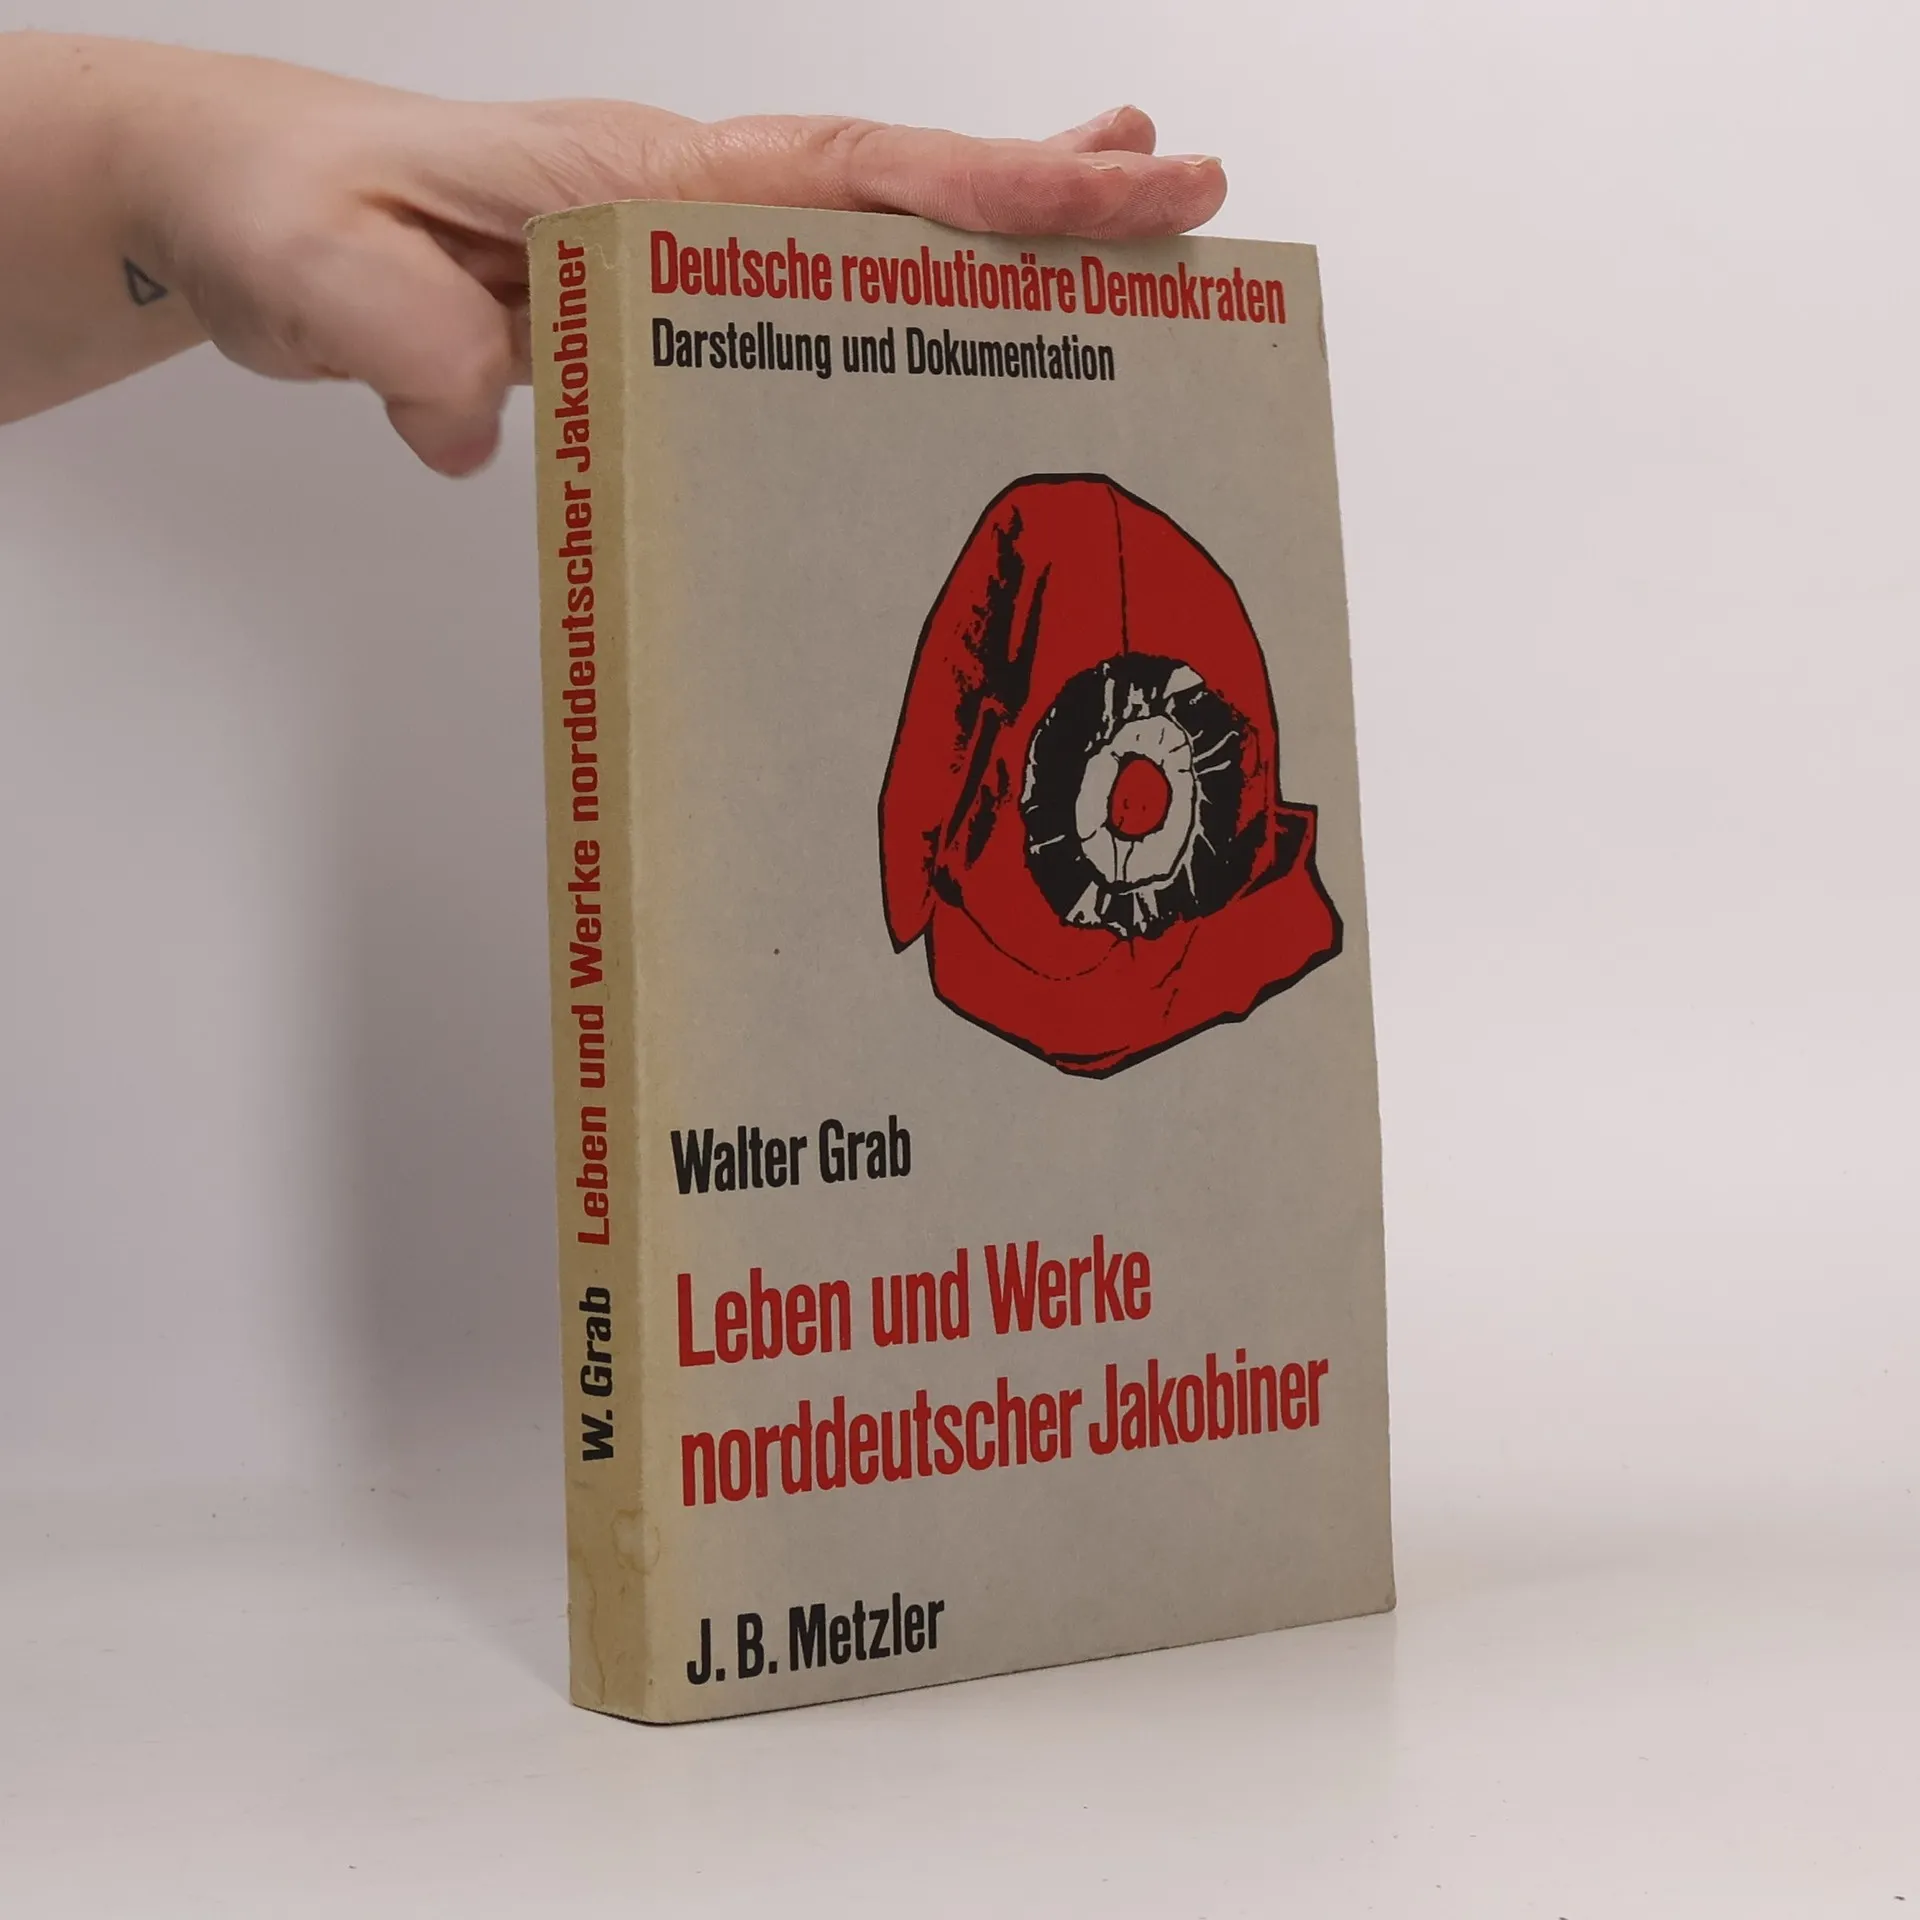 W. Grab · Leben und Werke norddeutscher Jakobiner
Deutsche revolutionäre Demokraten
Darstellung und Dokumentation
Walter Grab
Leben und Werke
norddeutscher Jakobiner
J. B. Metzler